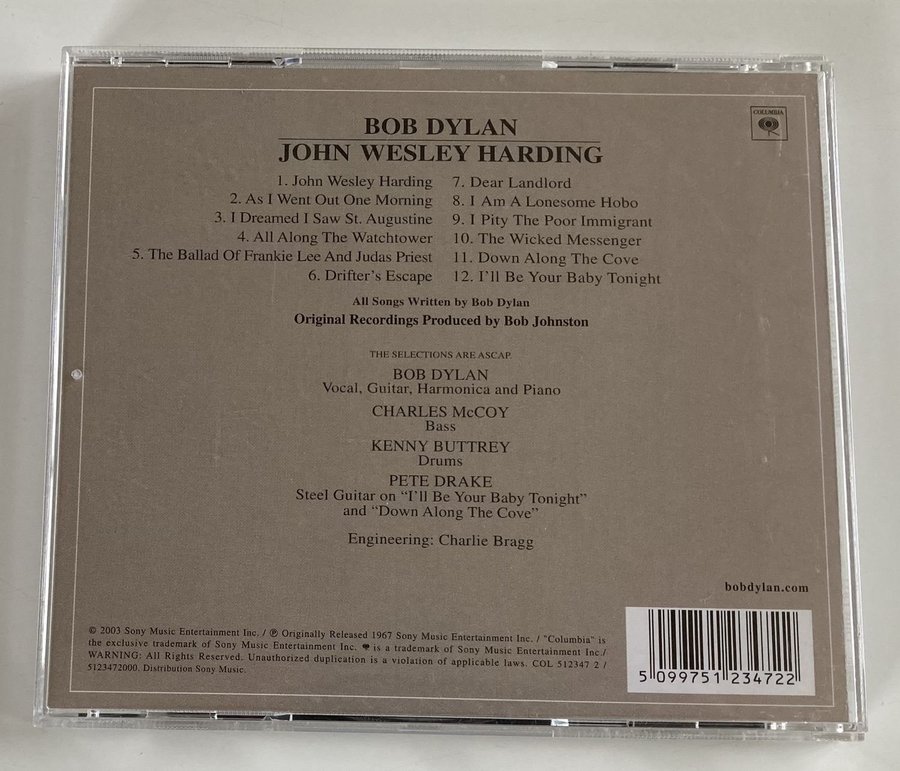 COLUMBIA
BOB DYLAN
JOHN WESLEY HARDING
1. John Wesley Harding
2. As I Went Out One Morning
3. I Dreamed I Saw St. Augustine
4. All Along The Watchtower
5. The Ballad Of Frankie Lee And Judas Priest
6. Drifter's Escape
7. Dear Landlord
8. I Am A Lonesome Hobo
9. I Pity The Poor Immigrant
10. The Wicked Messenger
11. Down Along The Cove
12. I'll Be Your Baby Tonight
All Songs Written by Bob Dylan
Original Recordings Produced by Bob Johnston
THE SELECTIONS ARE ASCAP.
BOB DYLAN
Vocal, Guitar, Harmonica and Piano
CHARLES McCOY
Bass
KENNY BUTTREY
Drums
PETE DRAKE
Steel Guitar on “I'll Be Your Baby Tonight”
and “Down Along The Cove”
Engineering: Charlie Bragg
bobdylan.com
© 2003 Sony Music Entertainment Inc. / ℗ Originally Released 1967 Sony Music Entertainment Inc. / "Columbia" is
the exclusive trademark of Sony Music Entertainment Inc. is a trademark of Sony Music Entertainment Inc./
WARNING: All Rights Reserved. Unauthorized duplication is a violation of applicable laws. COL 512347 2 /
5123472000. Distribution Sony Music.
5 099751 234722